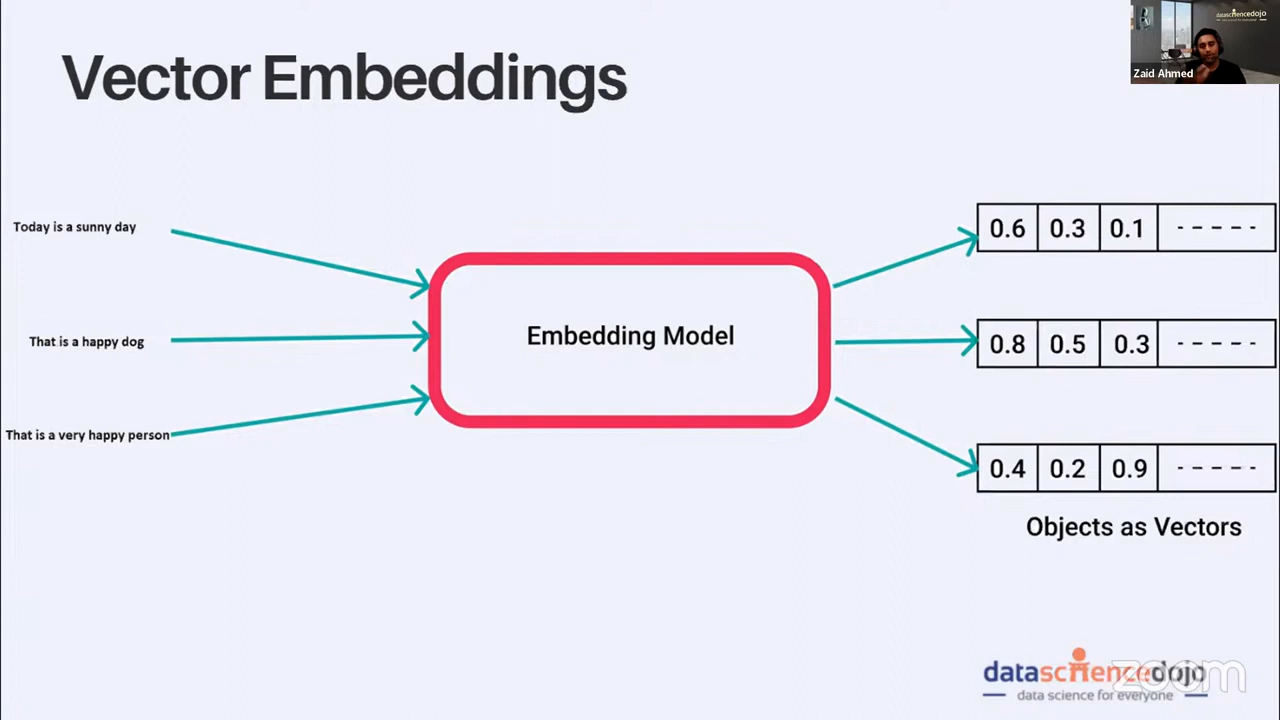 datasciencedojo
Zaid Ahmed
Vector Embeddings
Today is a sunny day
That is a happy dog
That is a very happy person
Embedding Model
0.6 0.3 0.1 -----
0.8 0.5 0.3 -----
0.4 0.2 0.9 -----
Objects as Vectors
datasciencedojo
data science for everyone
zoom